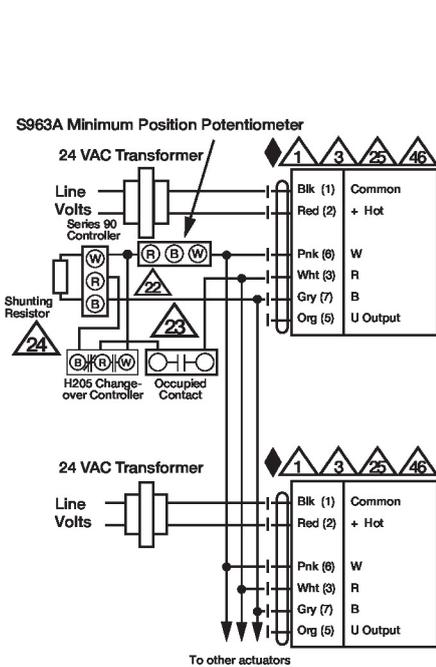 S963A Minimum Position Potentiometer
24 VAC Transformer
1 3 25 46
Line
Volts
Blk (1) Common
Red (2) + Hot
Series 90
Controller
W
R
B
R B W
Pnk (6) W
Wht (3) R
Gry (7) B
Org (5) U Output
22
Shunting
Resistor
24
23
B R W
H205 Change-
over Controller
Occupied
Contact
24 VAC Transformer
1 3 25 46
Line
Volts
Blk (1) Common
Red (2) + Hot
Pnk (6) W
Wht (3) R
Gry (7) B
Org (5) U Output
To other actuators